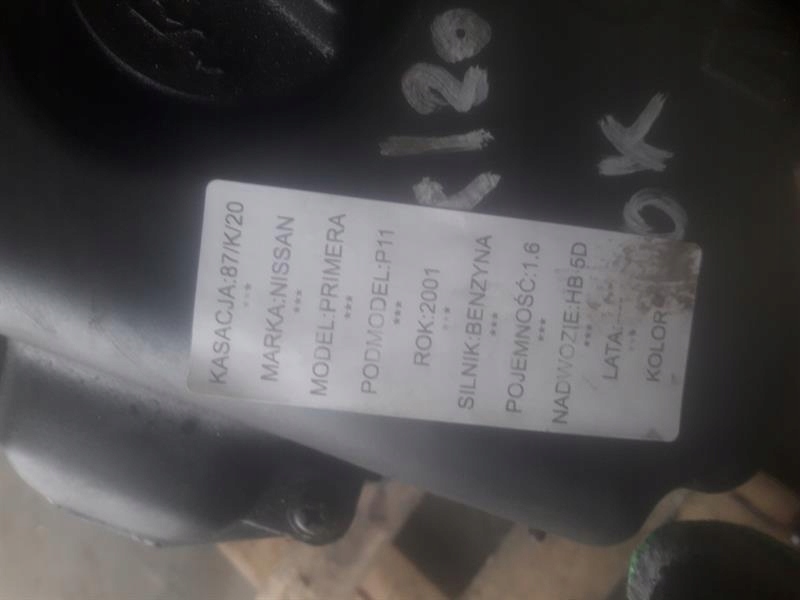 OK
KASACJA:87/K/20
***
MARKA:NISSAN
***
MODEL:PRIMERA
***
PODMODEL:P11
***
ROK:2001
***
SILNIK:BENZYNA
***
POJEMNOŚĆ:1.6
***
NADWOZIE:HB 5D
***
LATA:----
***
KOLOR